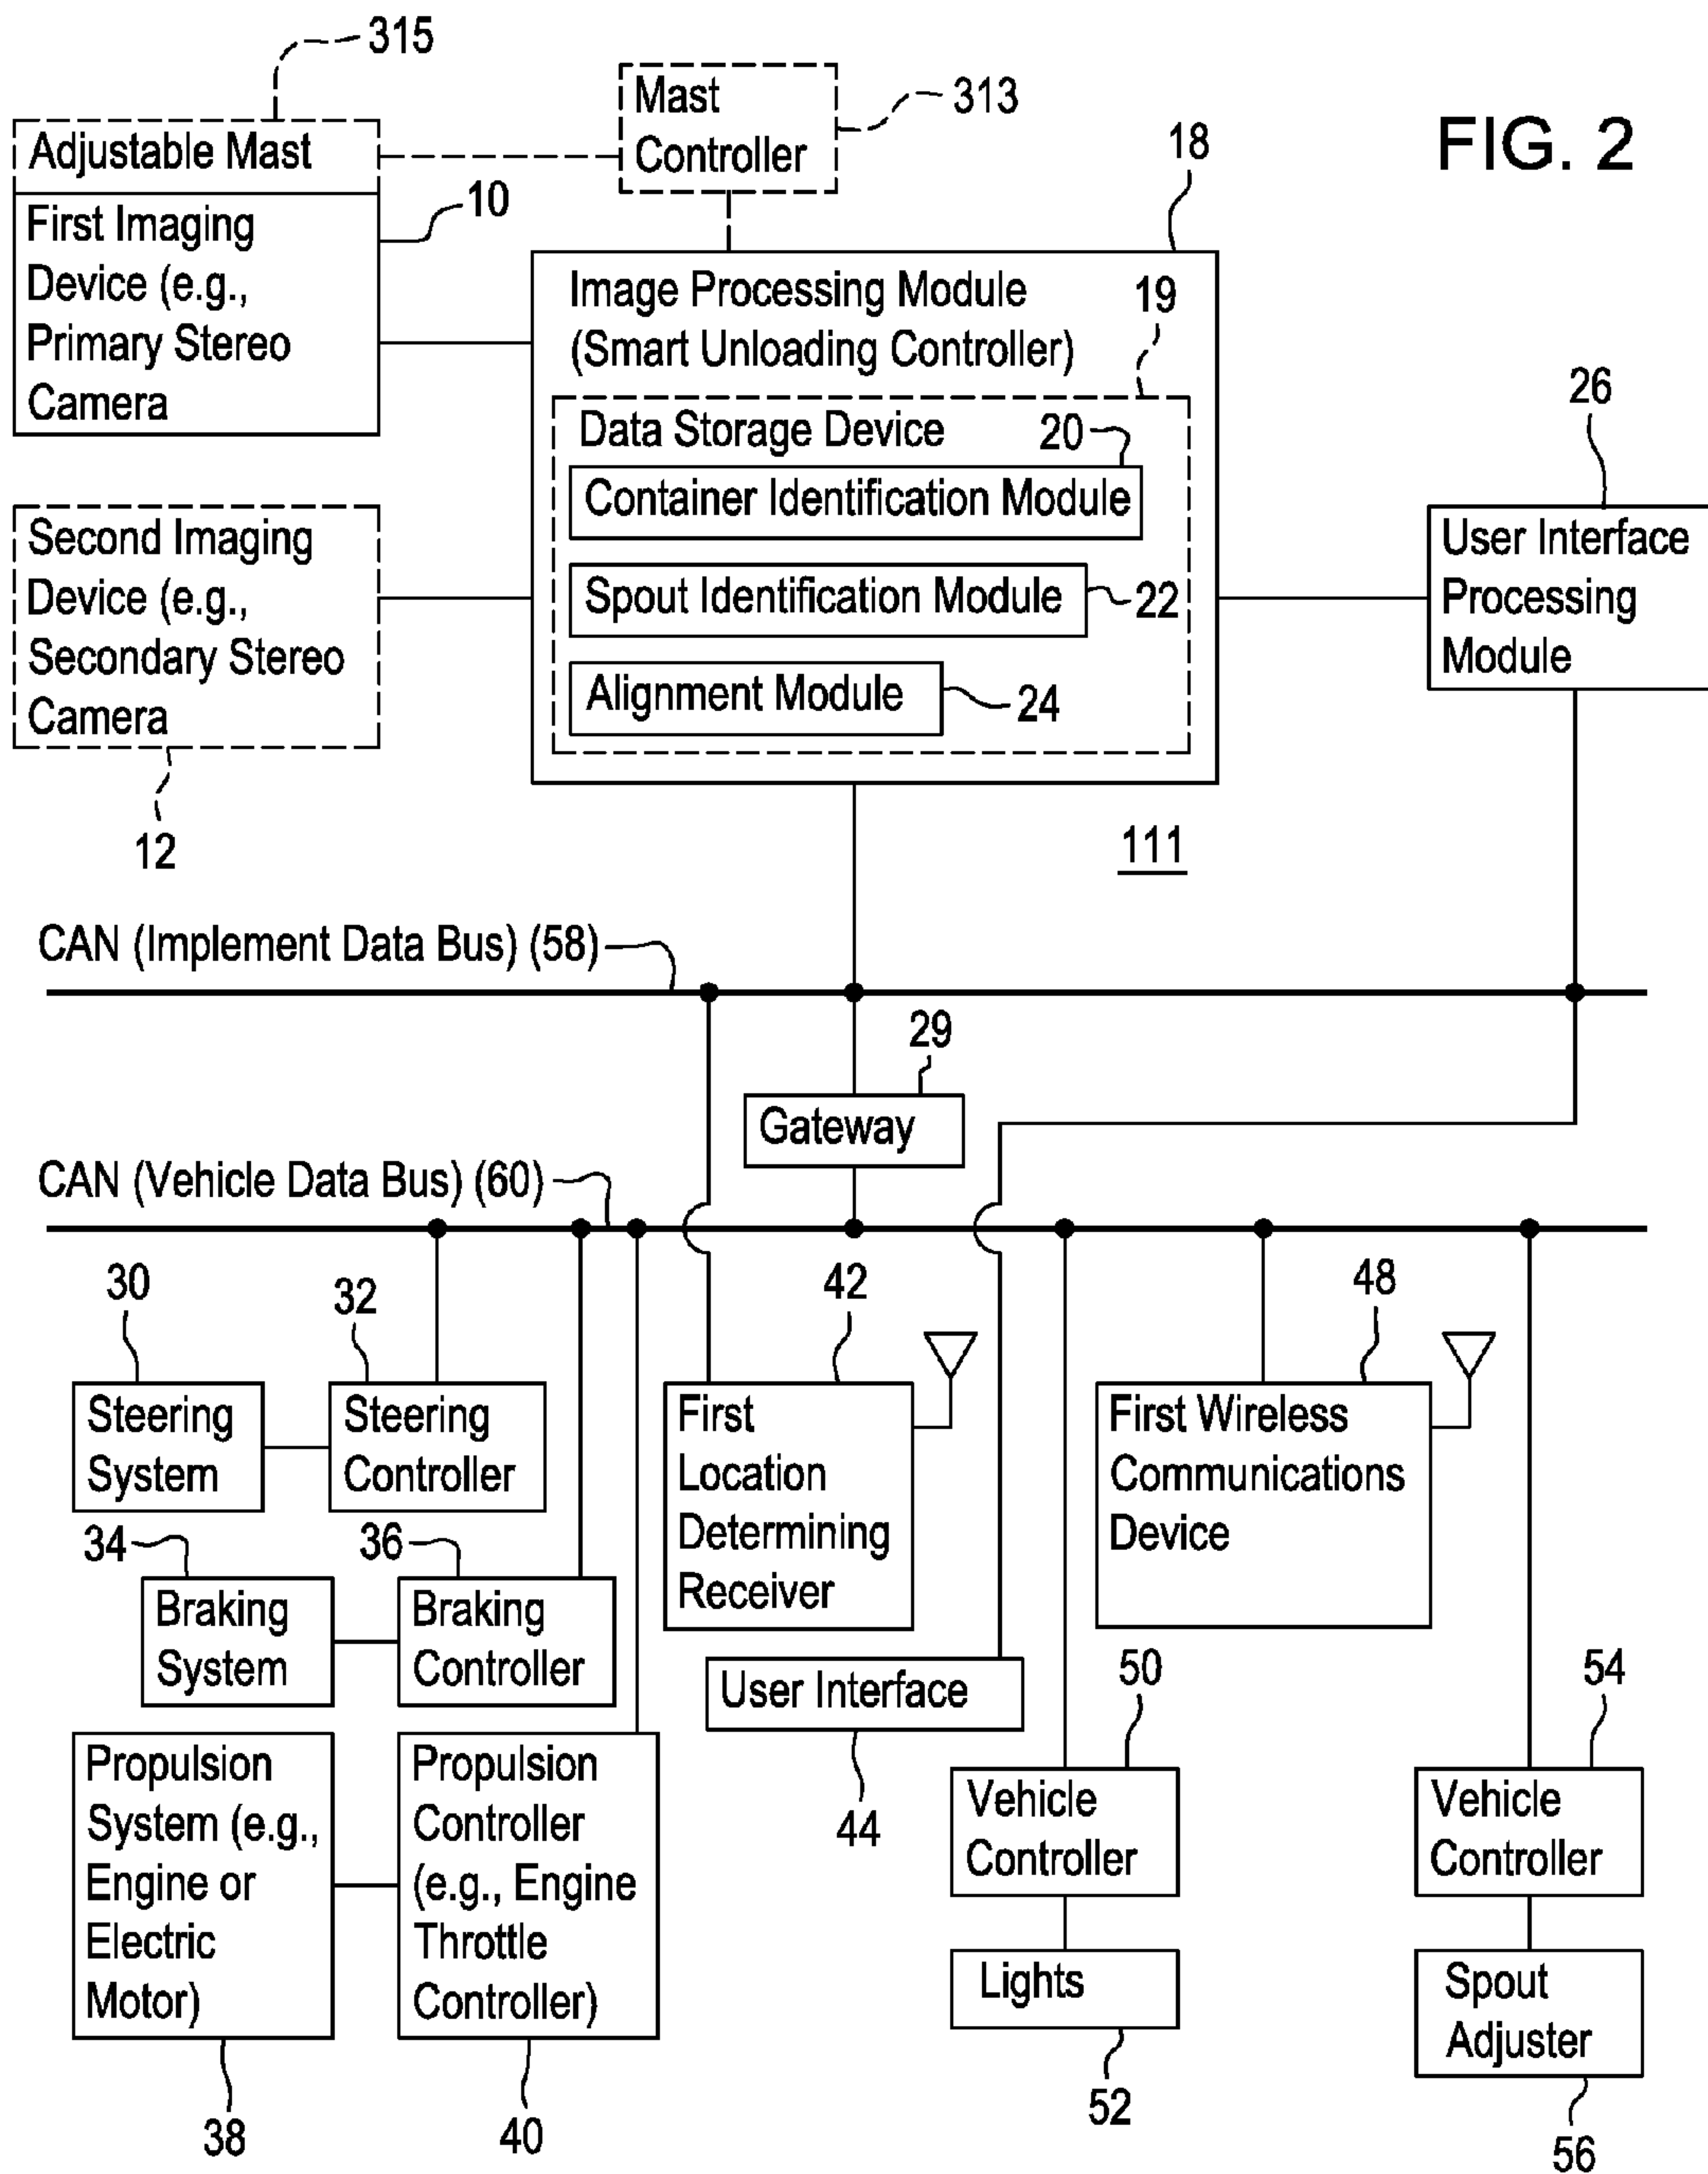 315
313
FIG. 2
Adjustable Mast
Mast
Controller
18
10
First Imaging
Device (e.g.,
Primary Stereo
Camera
Image Processing Module
(Smart Unloading Controller)
19
Data Storage Device
20
Container Identification Module
Spout Identification Module
22
Alignment Module
24
26
User Interface
Processing
Module
Second Imaging
Device (e.g.,
Secondary Stereo
Camera
12
111
CAN (Implement Data Bus) (58)
29
Gateway
CAN (Vehicle Data Bus) (60)
30
32
42
48
Steering
System
Steering
Controller
First
Location
Determining
Receiver
First Wireless
Communications
Device
34
36
Braking
System
Braking
Controller
User Interface
44
50
54
Propulsion
System (e.g.,
Engine or
Electric
Motor)
Propulsion
Controller
(e.g., Engine
Throttle
Controller)
Vehicle
Controller
Vehicle
Controller
Lights
Spout
Adjuster
38
40
52
56